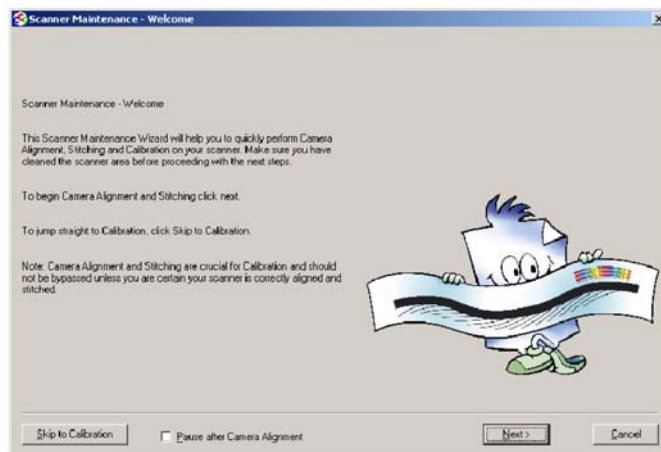 Scanner Maintenance - Welcome
Scanner Maintenance - Welcome
This Scanner Maintenance Wizard will help you to quickly perform Camera
Alignment, Stitching and Calibration on your scanner. Make sure you have
cleaned the scanner area before proceeding with the next steps.
To begin Camera Alignment and Stitching click next.
To jump straight to Calibration, click Skip to Calibration.
Note: Camera Alignment and Stitching are crucial for Calibration and should
not be bypassed unless you are certain your scanner is correctly aligned and
stitched.
Skip to Calibration
Pause after Camera Alignment
Next >
Cancel